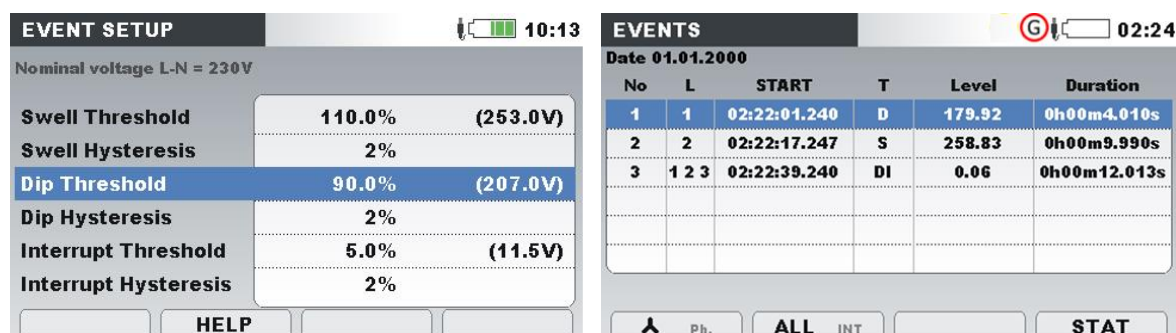 EVENT SETUP 10:13
Nominal voltage L-N = 230V
Swell Threshold 110.0% (253.0V)
Swell Hysteresis 2%
Dip Threshold 90.0% (207.0V)
Dip Hysteresis 2%
Interrupt Threshold 5.0% (11.5V)
Interrupt Hysteresis 2%
HELP
EVENTS G 02:24
Date 01.01.2000
No L START T Level Duration
1 1 02:22:01.240 D 179.92 0h00m4.010s
2 2 02:22:17.247 S 258.83 0h00m9.990s
3 1 2 3 02:22:39.240 DI 0.06 0h00m12.013s
Ph. ALL INT STAT